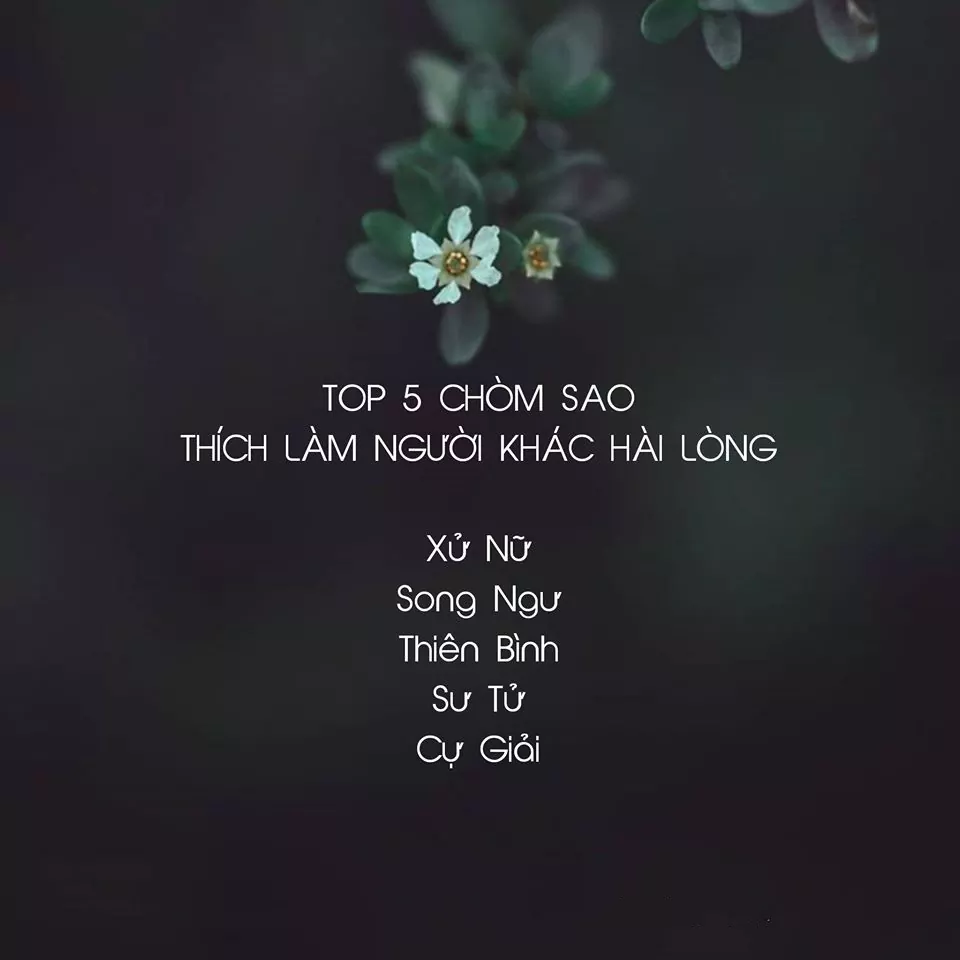 TOP 5 CHÒM SAO
THÍCH LÀM NGƯỜI KHÁC HÀI LÒNG
Xử Nữ
Song Ngư
Thiên Bình
Sư Tử
Cự Giải